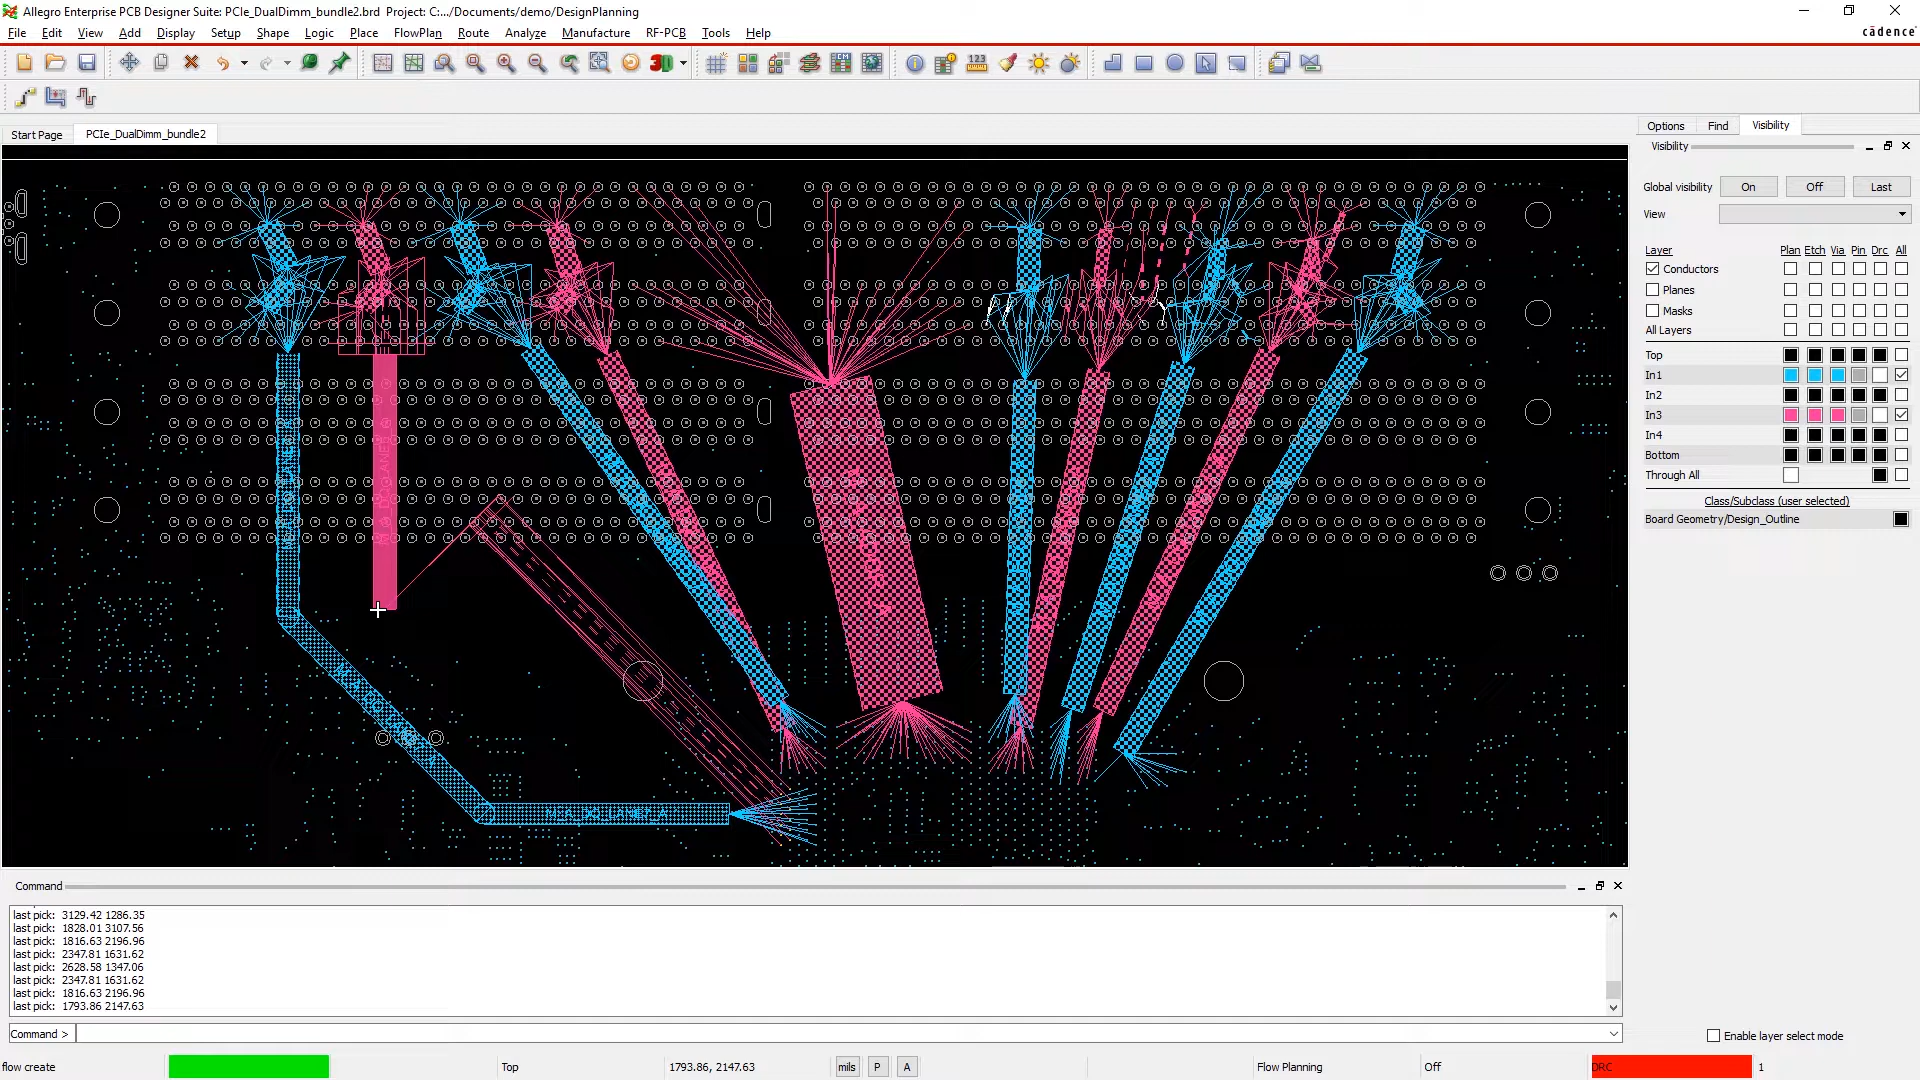 Allegro Enterprise PCB Designer Suite: PCIe_DualDimm_bundle2.brd Project: C:.../Documents/demo/DesignPlanning
File Edit View Add Display Setup Shape Logic Place FlowPlan Route Analyze Manufacture RF-PCB Tools Help
cādence
3D
123
Start Page
PCIe_DualDimm_bundle2
Options
Find
Visibility
Visibility
Global visibility
On
Off
Last
View
Layer
Plan Etch Via Pin Drc All
Conductors
Planes
Masks
All Layers
Top
In1
In2
In3
In4
Bottom
Through All
Class/Subclass (user selected)
Board Geometry/Design_Outline
Command
last pick: 3129.42 1286.35
last pick: 1828.01 3107.56
last pick: 1816.63 2196.96
last pick: 2347.81 1631.62
last pick: 2628.58 1347.06
last pick: 2347.81 1631.62
last pick: 1816.63 2196.96
last pick: 1793.86 2147.63
Command >
Enable layer select mode
flow create
Top
1793.86, 2147.63
mils
P
A
Flow Planning
Off
DRC
1